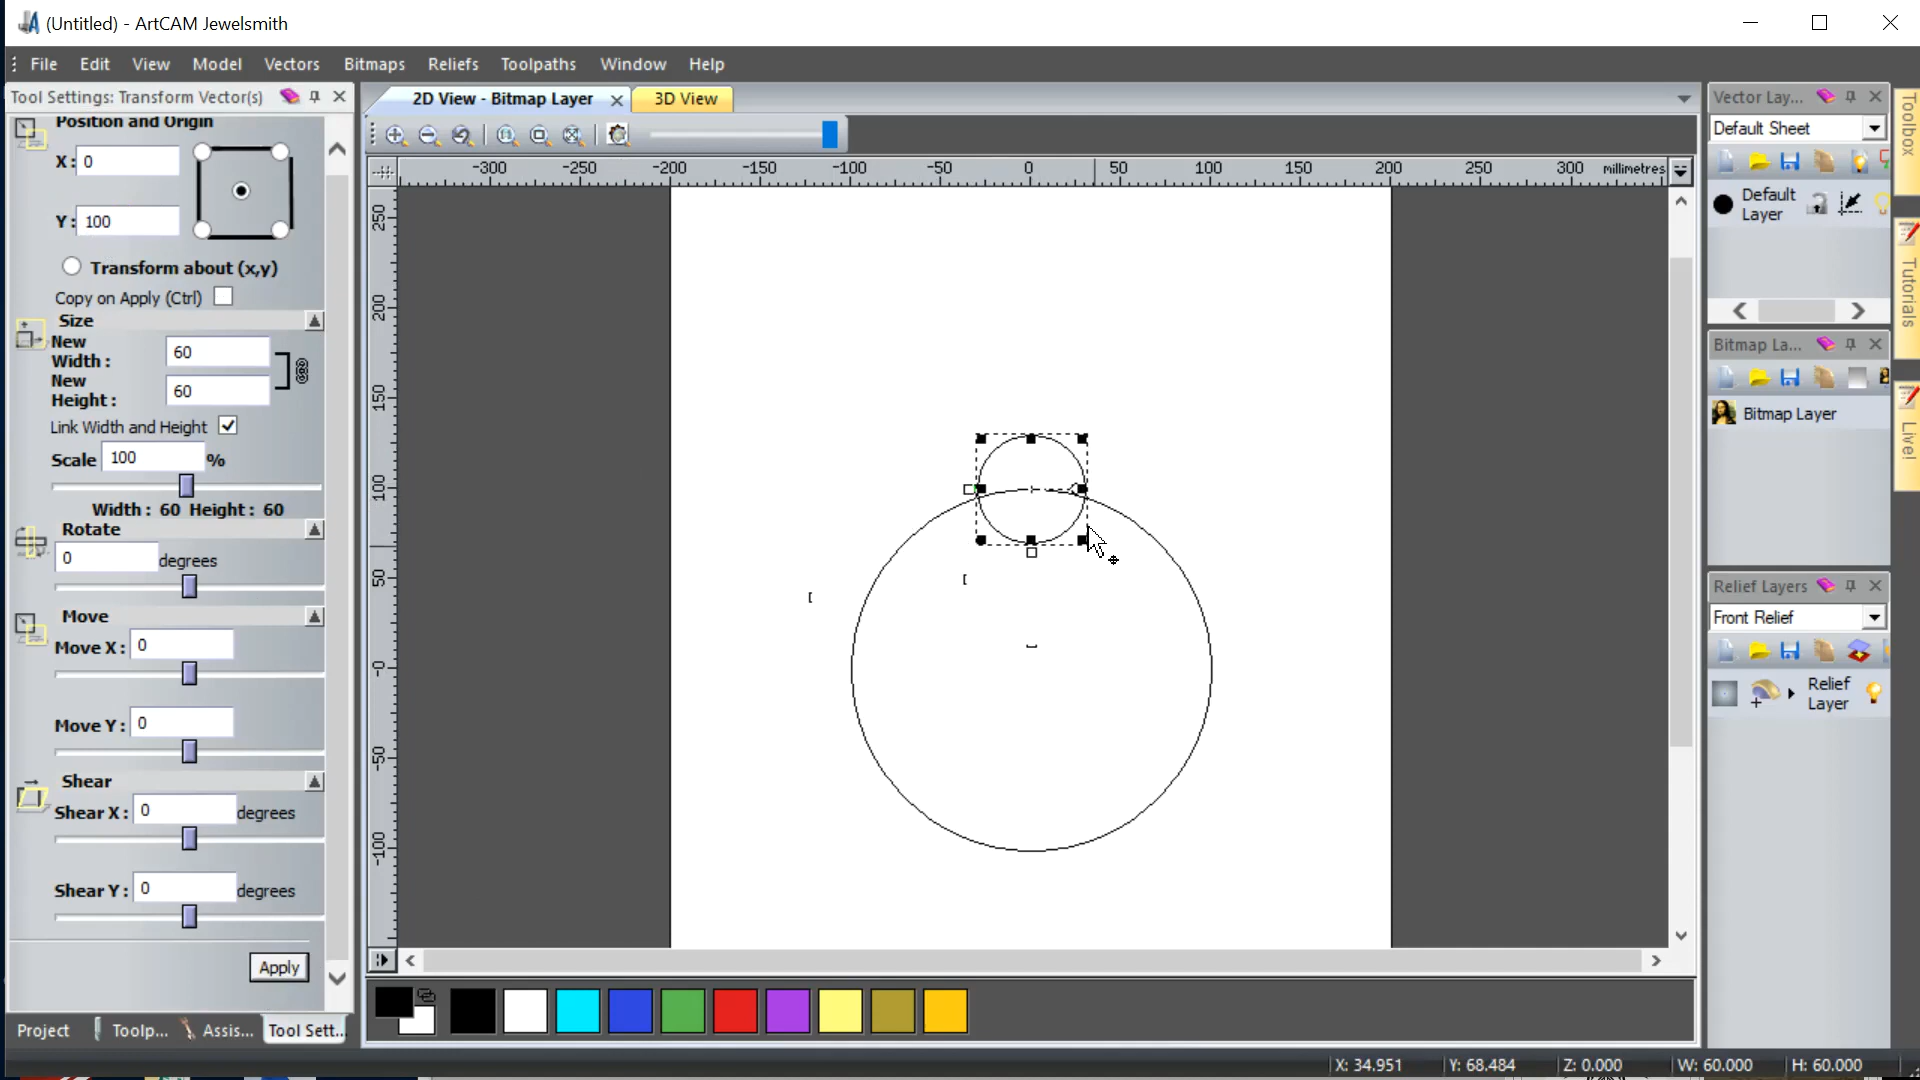 (Untitled) - ArtCAM Jewelsmith
File Edit View Model Vectors Bitmaps Reliefs Toolpaths Window Help
Tool Settings: Transform Vector(s)
Position and Origin
X: 0
Y: 100
Transform about (x,y)
Copy on Apply (Ctrl)
Size
New Width : 60
New Height : 60
Link Width and Height
Scale 100 %
Width : 60 Height : 60
Rotate
0 degrees
Move
Move X : 0
Move Y : 0
Shear
Shear X : 0 degrees
Shear Y : 0 degrees
Apply
Project Toolp... Assis... Tool Sett...
2D View - Bitmap Layer 3D View
-300 -250 -200 -150 -100 -50 0 50 100 150 200 250 300 millimetres
250
200
150
100
50
-0
-50
-100
Vector Lay...
Default Sheet
Default Layer
Bitmap La...
Bitmap Layer
Relief Layers
Front Relief
Relief Layer
Toolbox
Tutorials
Live!
X: 34.951 Y: 68.484 Z: 0.000 W: 60.000 H: 60.000